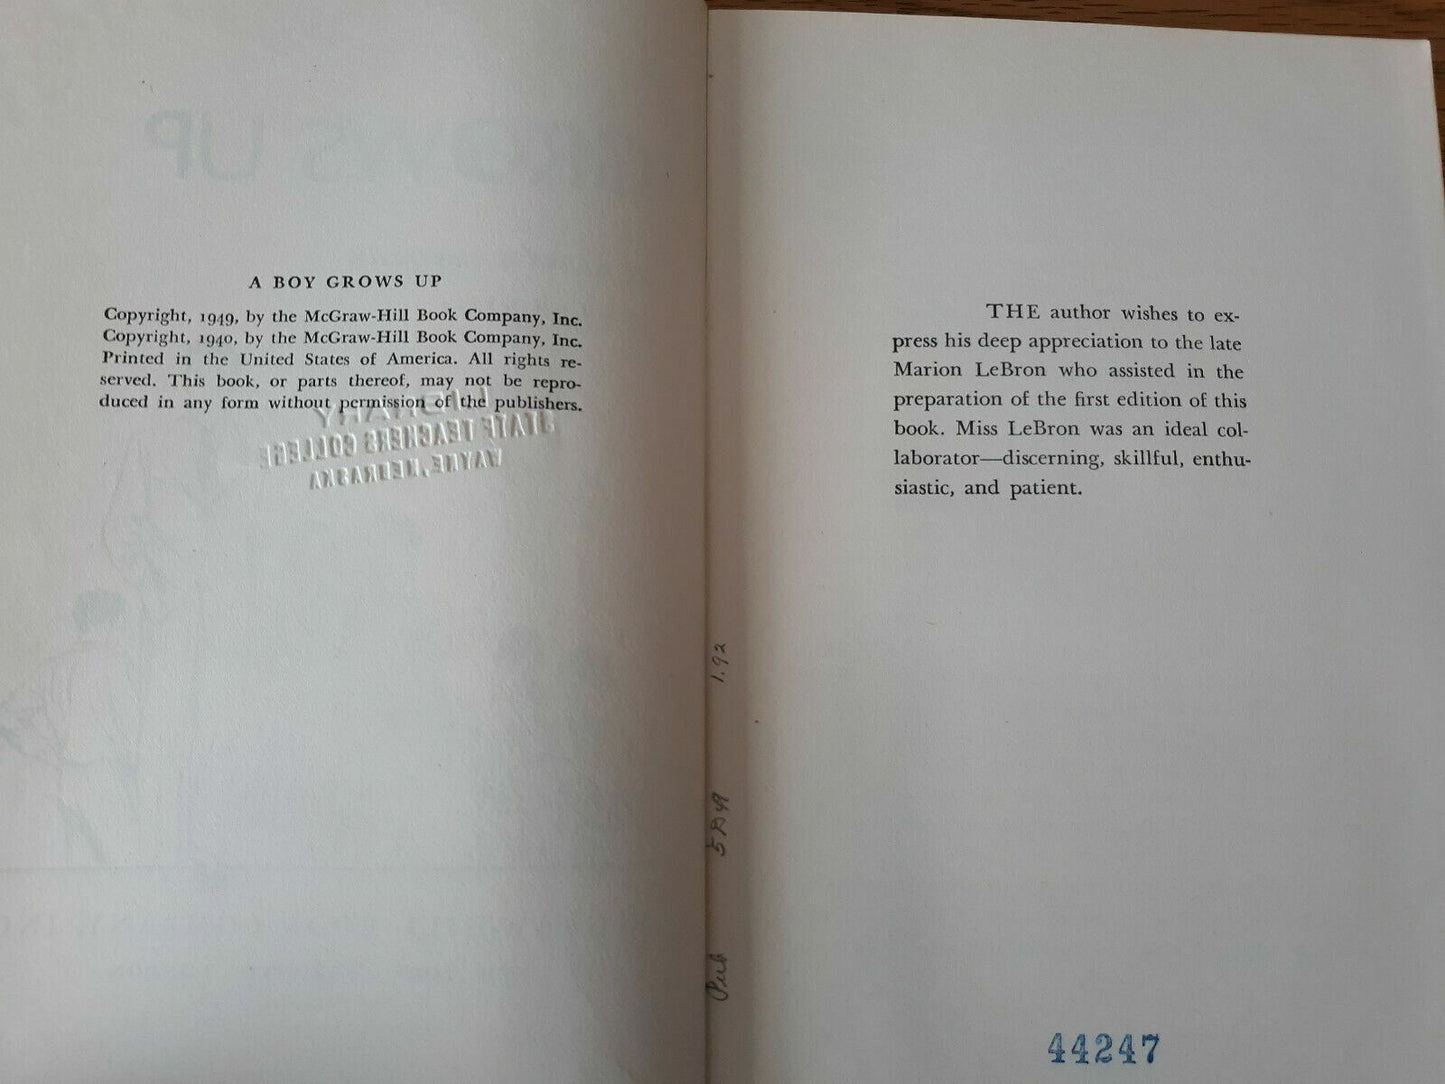 A BOY GROWS UP
Copyright, 1949, by the McGraw-Hill Book Company, Inc.
Copyright, 1940, by the McGraw-Hill Book Company, Inc.
Printed in the United States of America. All rights re-
served. This book, or parts thereof, may not be repro-
duced in any form without permission of the publishers.
LIBRARY
STATE TEACHERS COLLEGE
WAYNE, NEBRASKA
THE author wishes to ex-
press his deep appreciation to the late
Marion LeBron who assisted in the
preparation of the first edition of this
book. Miss LeBron was an ideal col-
laborator—discerning, skillful, enthu-
siastic, and patient.
Pub 5D49 1.92
44247